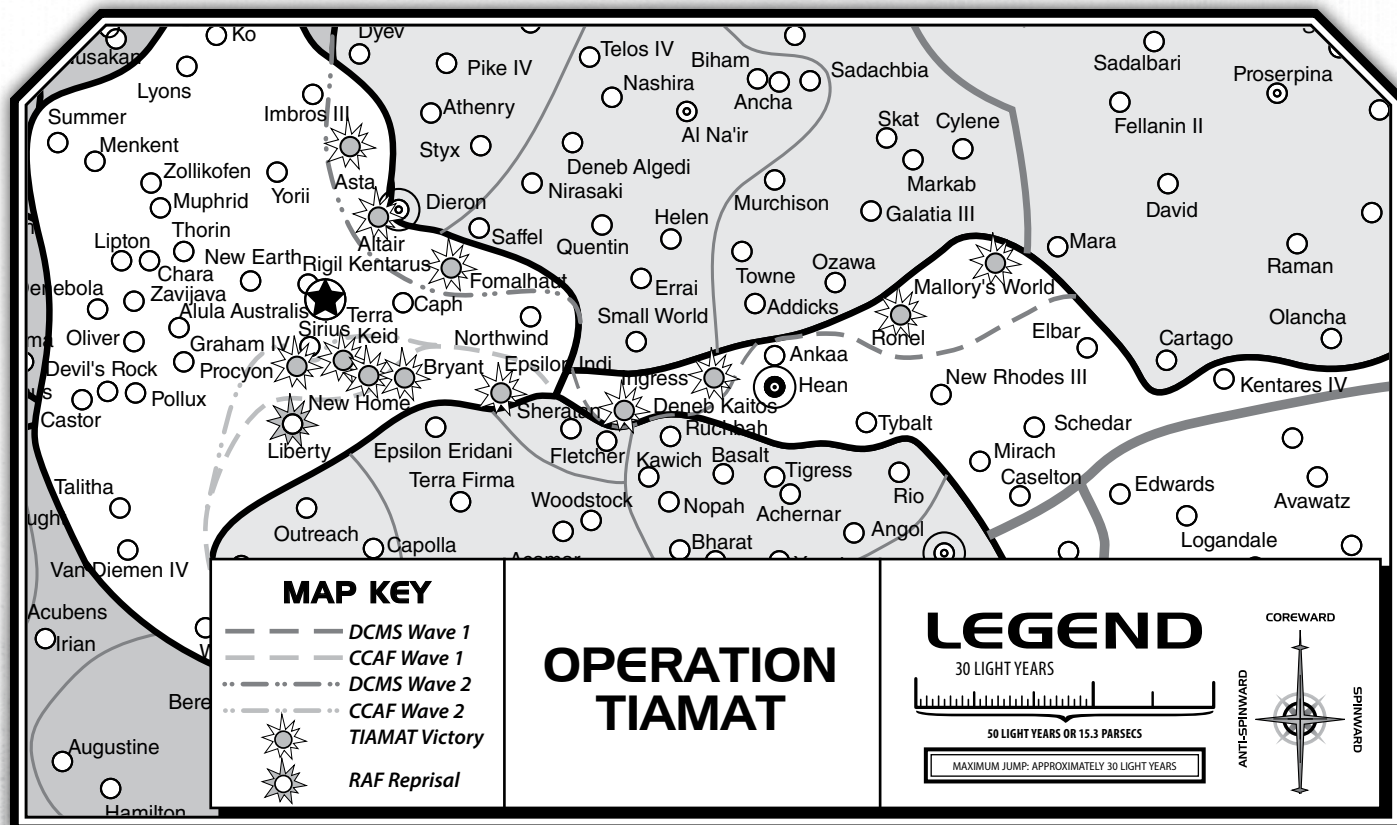 Ko
Dyev
Lyons
Pike IV
Telos IV
Biham
Sadachbia
Sadalbari
Proserpina
Nashira
Ancha
Imbros III
Athenry
Al Na'ir
Summer
Menkent
Styx
Skat
Cylene
Fellanin II
Zollikofen
Yorii
Asta
Deneb Algedi
Markab
Muphrid
Dieron
Nirasaki
Murchison
Galatia III
David
Helen
Thorin
Altair
Saffel
Quentin
Mara
Lipton
Chara
New Earth
Rigil Kentarus
Fomalhaut
Errai
Towne
Ozawa
Mallory's World
Raman
Zavijava
Alula Australis
Terra
Caph
Addicks
Small World
Northwind
Olancha
Oliver
Graham IV
Sirius
Keid
Ronel
Elbar
Cartago
Devil's Rock
Procyon
Bryant
Epsilon Indi
Ingress
Ankaa
Hean
New Rhodes III
Kentares IV
Castor
Pollux
New Home
Sheratan
Deneb Kaitos
Ruchbah
Tybalt
Schedar
Liberty
Epsilon Eridani
Fletcher
Kawich
Basalt
Tigress
Mirach
Caselton
Talitha
Terra Firma
Woodstock
Nopah
Achernar
Rio
Edwards
Avawatz
Outreach
Capolla
Bharat
Angol
Logandale
Van Diemen IV
Acubens
Irian
Augustine
Hamilton
MAP KEY
DCMS Wave 1
CCAF Wave 1
DCMS Wave 2
CCAF Wave 2
TIAMAT Victory
RAF Reprisal
OPERATION
TIAMAT
LEGEND
30 LIGHT YEARS
50 LIGHT YEARS OR 15.3 PARSECS
MAXIMUM JUMP: APPROXIMATELY 30 LIGHT YEARS
COREWARD
ANTI-SPINWARD
SPINWARD